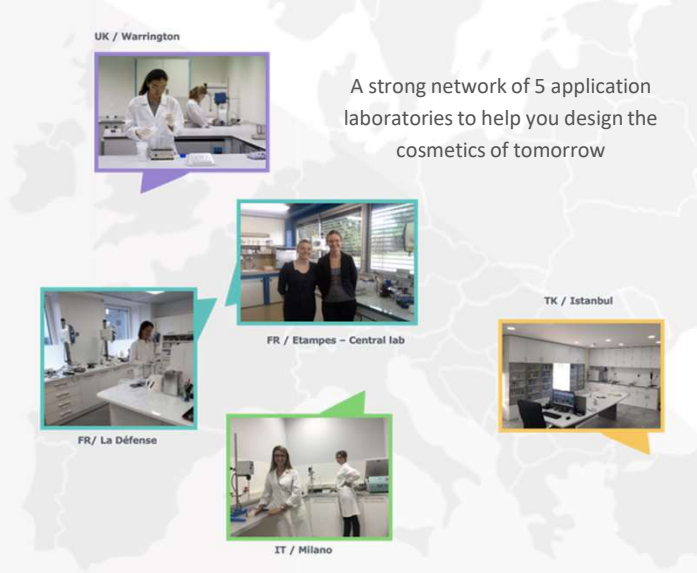 UK / Warrington
A strong network of 5 application
laboratories to help you design the
cosmetics of tomorrow
FR / Etampes – Central lab
TK / Istanbul
FR/ La Défense
IT / Milano